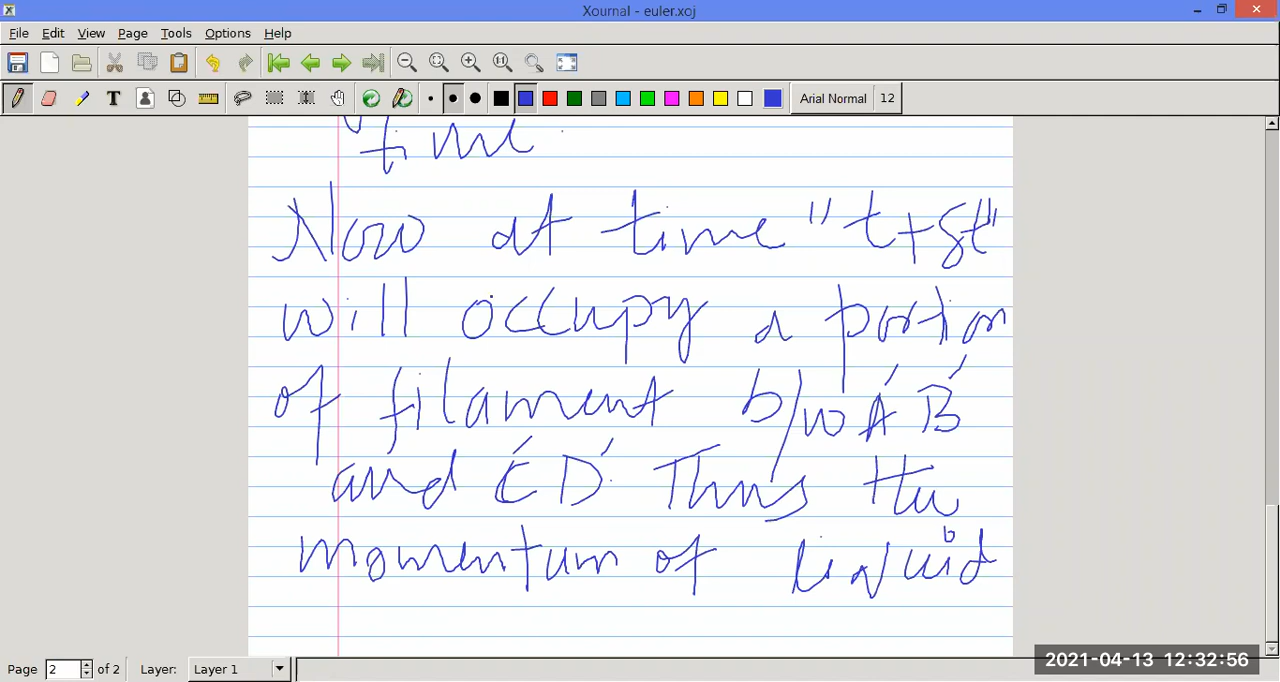 Xournal - euler.xoj
File Edit View Page Tools Options Help
Arial Normal 12
time
Now at time "t+δt"
will occupy a portion
of filament b/w A'B'
and C'D' Thus the
momentum of liquid
Page 2 of 2 Layer: Layer 1
2021-04-13 12:32:56